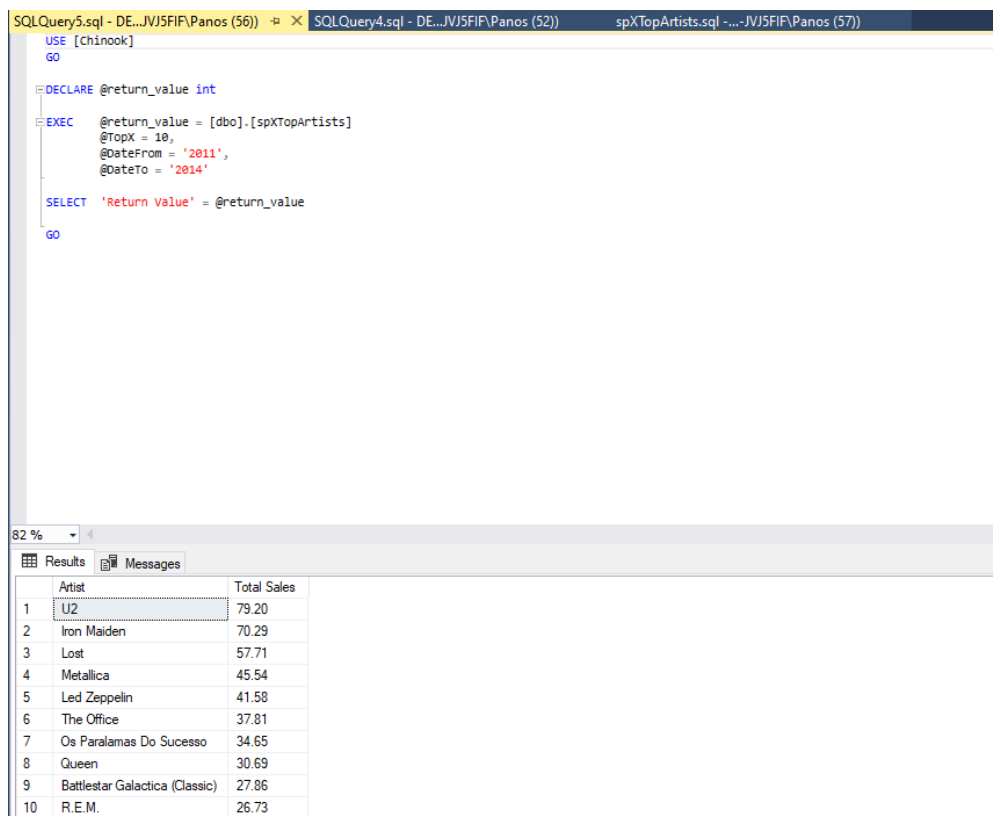 SQLQuery5.sql - DE...JVJ5FIF\Panos (56)) SQLQuery4.sql - DE...JVJ5FIF\Panos (52)) spXTopArtists.sql -...-JVJ5FIF\Panos (57))
USE [Chinook]
GO
DECLARE @return_value int
EXEC @return_value = [dbo].[spXTopArtists]
@TopX = 10,
@DateFrom = '2011',
@DateTo = '2014'
SELECT 'Return Value' = @return_value
GO
82 %
Results Messages
Artist Total Sales
1 U2 79.20
2 Iron Maiden 70.29
3 Lost 57.71
4 Metallica 45.54
5 Led Zeppelin 41.58
6 The Office 37.81
7 Os Paralamas Do Sucesso 34.65
8 Queen 30.69
9 Battlestar Galactica (Classic) 27.86
10 R.E.M. 26.73